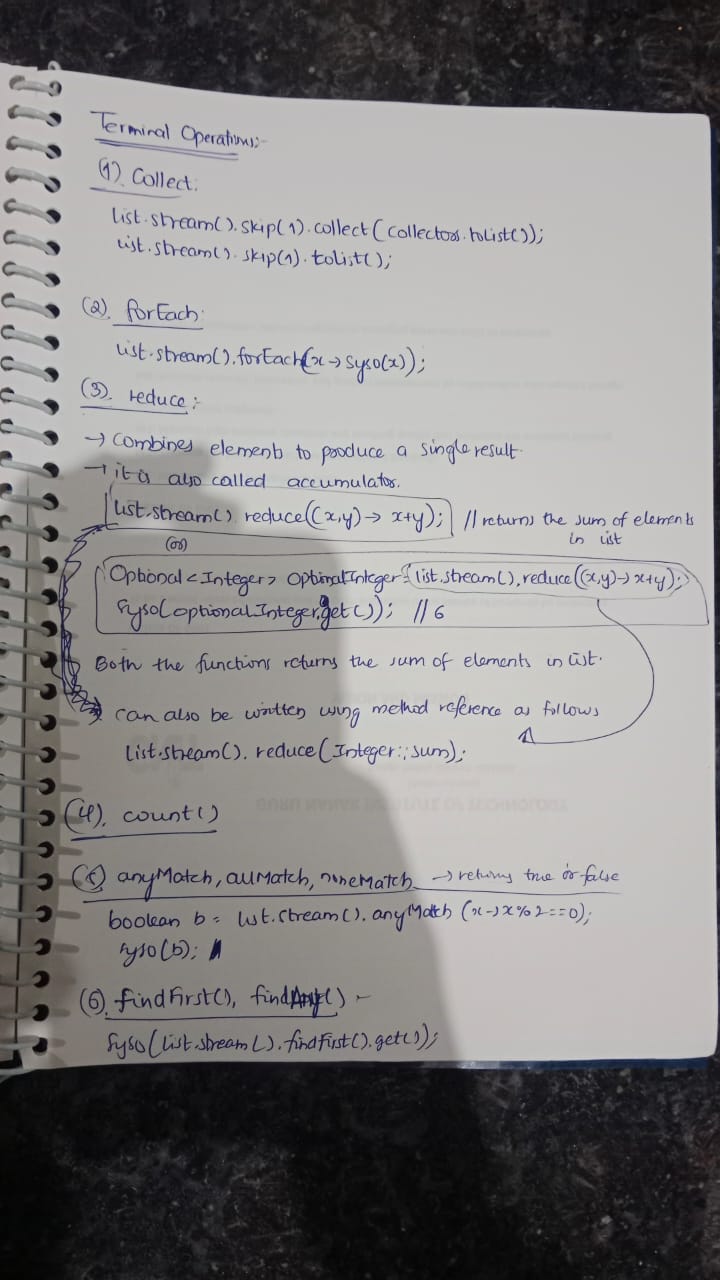 Terminal Operations:-
(1). Collect:
list.stream().skip(1).collect(Collectors.toList());
list.stream().skip(1).toList();
(2). forEach:
list.stream().forEach(x→syso(x));
(3). reduce:
→ Combines elements to produce a single result.
→ it is also called accumulator.
list.stream().reduce((x,y)→ x+y); // returns the sum of elements
in list
(or)
Optional<Integer> OptionalInteger = list.stream().reduce((x,y)→x+y);
syso(optionalInteger.get()); // 6
Both the functions returns the sum of elements in list.
can also be written using method reference as follows
list.stream().reduce(Integer::sum);
(4). count()
(5) anyMatch, allMatch, noneMatch → returns true or false
boolean b = list.stream().anyMatch(x→x%2==0);
syso(b);
(6). findFirst(), findAny() -
syso(list.stream().findFirst().get());